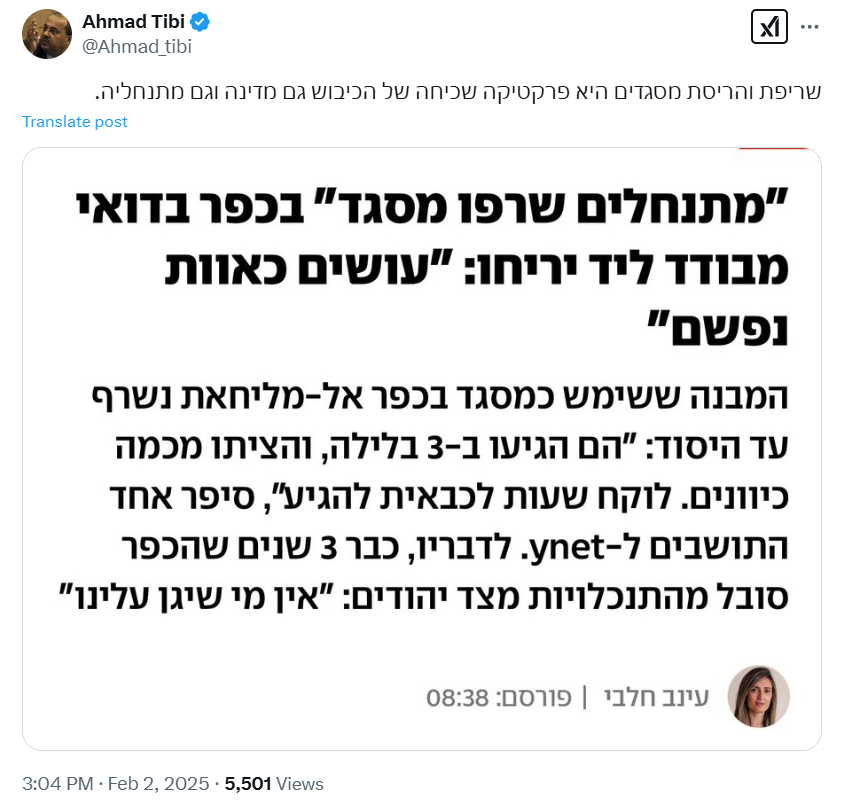 Ahmad Tibi
@Ahmad_tibi
שריפת והריסת מסגדים היא פרקטיקה שכיחה של הכיבוש גם מדינה וגם מתנחליה.
Translate post
"מתנחלים שרפו מסגד" בכפר בדואי
מבודד ליד יריחו: "עושים כאוות
נפשם"
המבנה ששימש כמסגד בכפר אל-מליחאת נשרף
עד היסוד: "הם הגיעו ב-3 בלילה, והציתו מכמה
כיוונים. לוקח שעות לכבאית להגיע", סיפר אחד
התושבים ל-ynet. לדבריו, כבר 3 שנים שהכפר
סובל מהתנכלויות מצד יהודים: "אין מי שיגן עלינו"
עינב חלבי | פורסם: 08:38
3:04 PM · Feb 2, 2025 · 5,501 Views